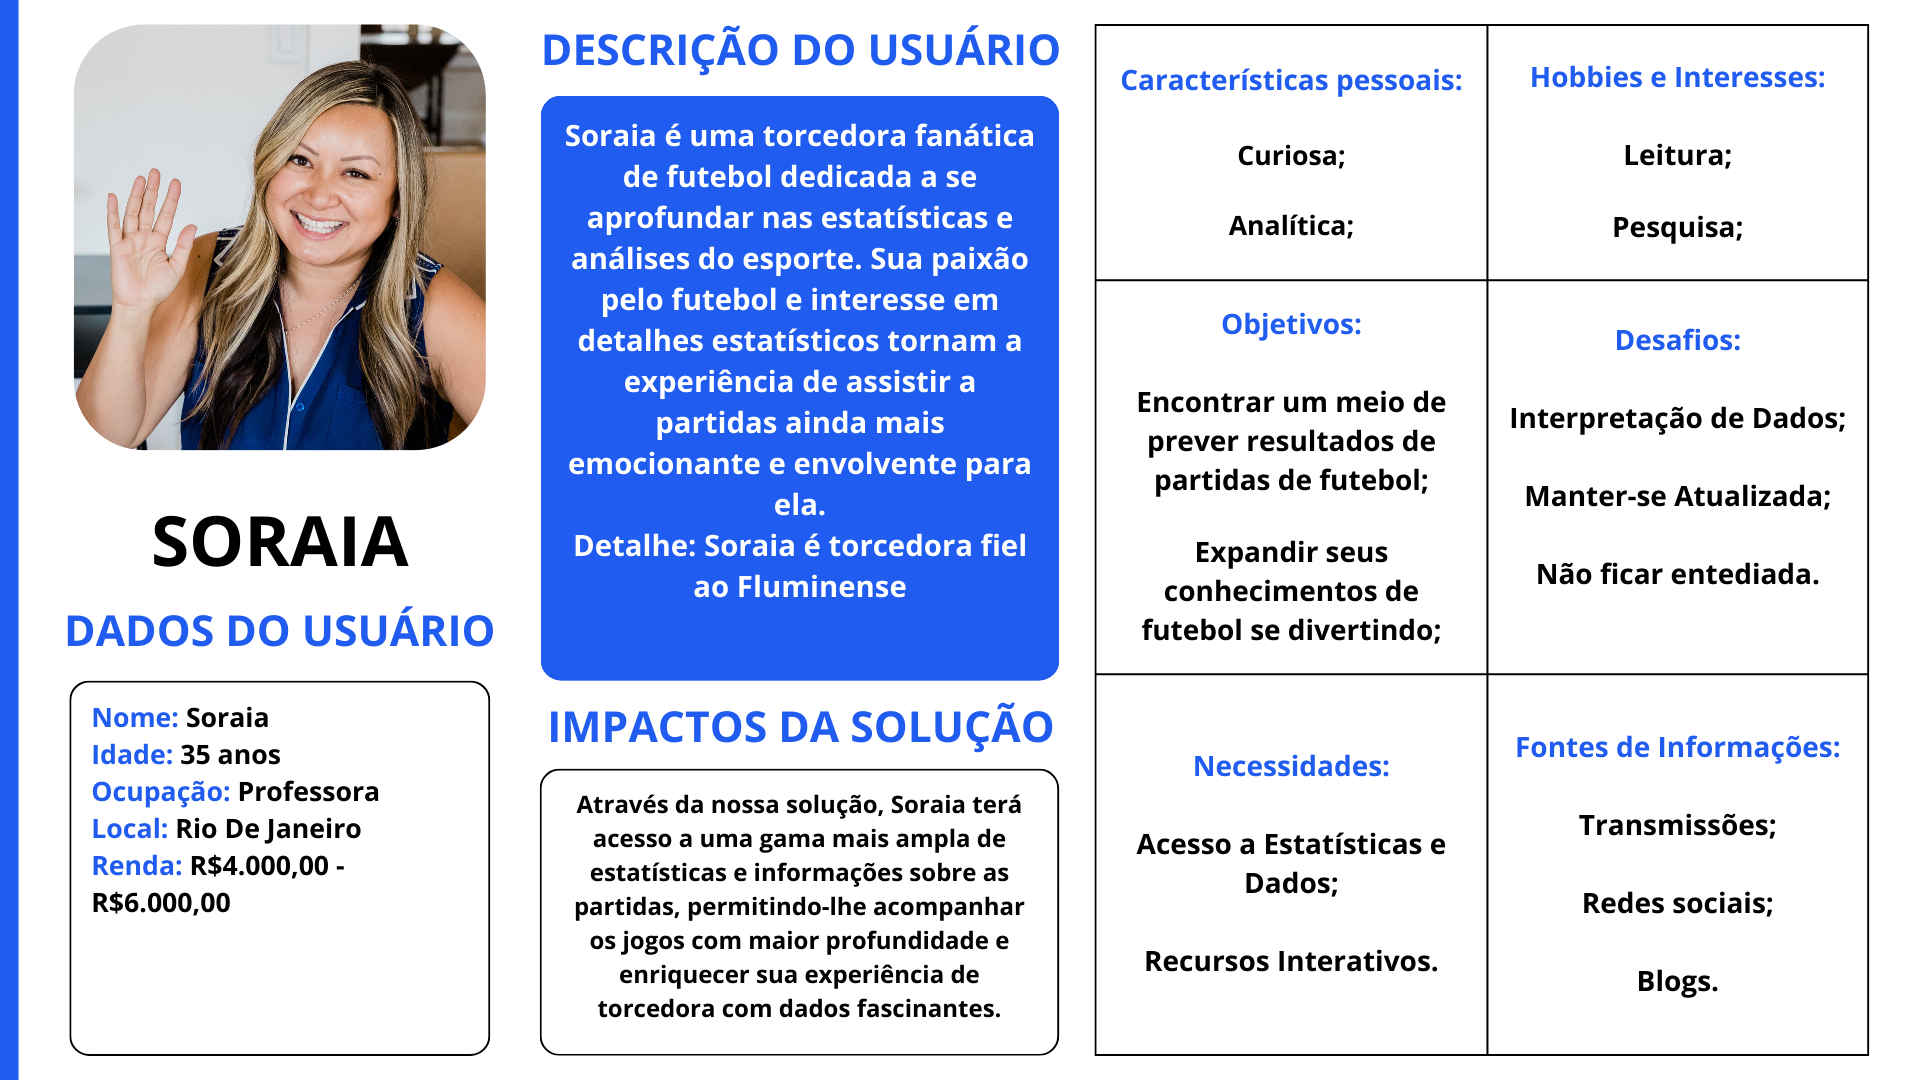 SORAIA
DADOS DO USUÁRIO
Nome: Soraia
Idade: 35 anos
Ocupação: Professora
Local: Rio De Janeiro
Renda: R$4.000,00 -
R$6.000,00
DESCRIÇÃO DO USUÁRIO
Soraia é uma torcedora fanática
de futebol dedicada a se
aprofundar nas estatísticas e
análises do esporte. Sua paixão
pelo futebol e interesse em
detalhes estatísticos tornam a
experiência de assistir a
partidas ainda mais
emocionante e envolvente para
ela.
Detalhe: Soraia é torcedora fiel
ao Fluminense
IMPACTOS DA SOLUÇÃO
Através da nossa solução, Soraia terá
acesso a uma gama mais ampla de
estatísticas e informações sobre as
partidas, permitindo-lhe acompanhar
os jogos com maior profundidade e
enriquecer sua experiência de
torcedora com dados fascinantes.
Características pessoais:
Curiosa;
Analítica;
Hobbies e Interesses:
Leitura;
Pesquisa;
Objetivos:
Encontrar um meio de
prever resultados de
partidas de futebol;
Expandir seus
conhecimentos de
futebol se divertindo;
Desafios:
Interpretação de Dados;
Manter-se Atualizada;
Não ficar entediada.
Necessidades:
Acesso a Estatísticas e
Dados;
Recursos Interativos.
Fontes de Informações:
Transmissões;
Redes sociais;
Blogs.